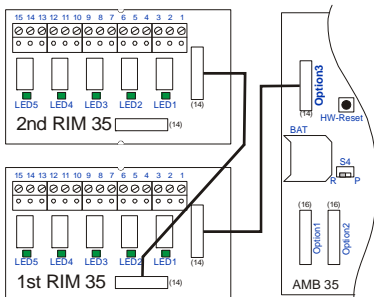 15 14 13 12 11 10 9 8 7 6 5 4 3 2 1
LED5 LED4 LED3 LED2 LED1
(14)
2nd RIM 35
(14)
15 14 13 12 11 10 9 8 7 6 5 4 3 2 1
LED5 LED4 LED3 LED2 LED1
(14)
1st RIM 35
(14)
Option3
(14)
HW-Reset
BAT
S4
R P
(16) (16)
Option1
Option2
AMB 35